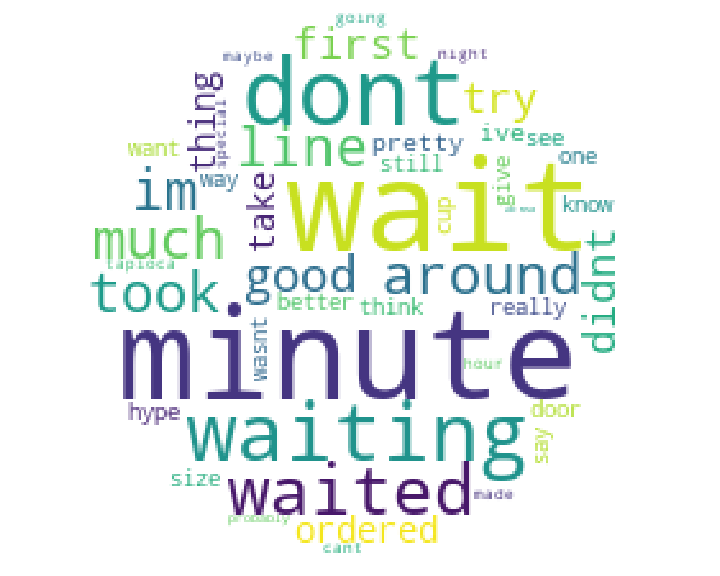 going
first
maybe
night
dont
try
thing
special
line
pretty
ive
see
want
still
one
im
way
wait
give
take
cup
know
much
didnt
tapioca
good
around
took
better
think
really
wasnt
minute
hour
hype
waiting
door
say
size
waited
made
probably
ordered
cant